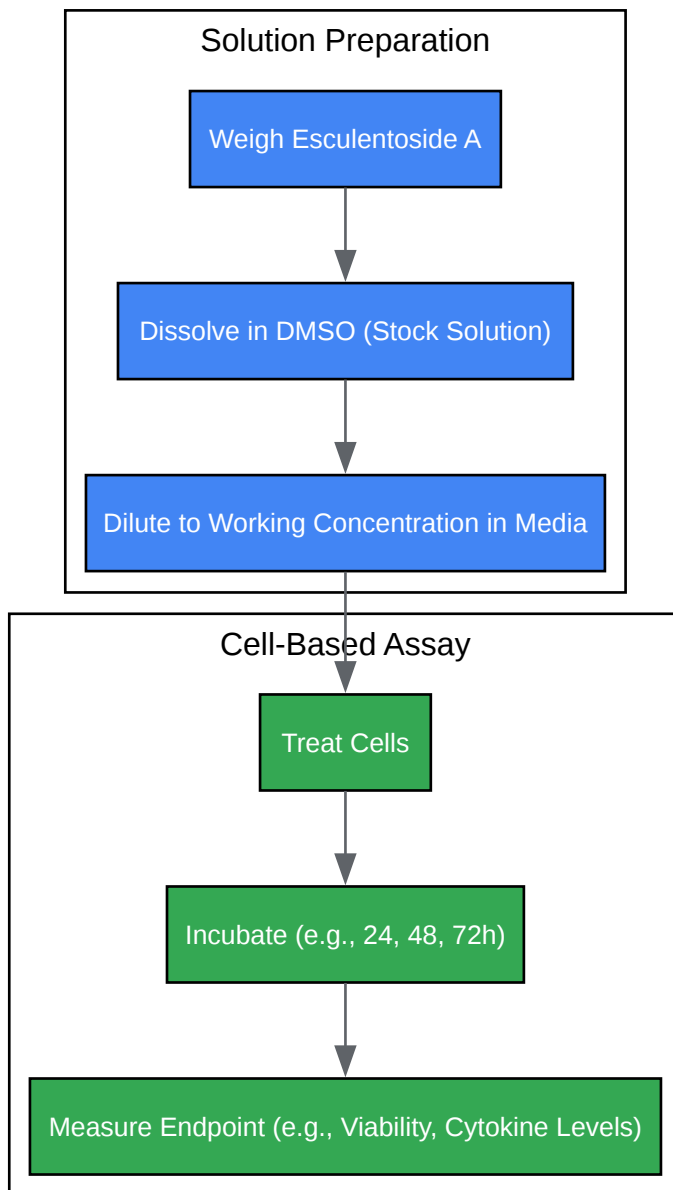 Solution Preparation
Weigh Esculentoside A
Dissolve in DMSO (Stock Solution)
Dilute to Working Concentration in Media
Cell-Based Assay
Treat Cells
Incubate (e.g., 24, 48, 72h)
Measure Endpoint (e.g., Viability, Cytokine Levels)